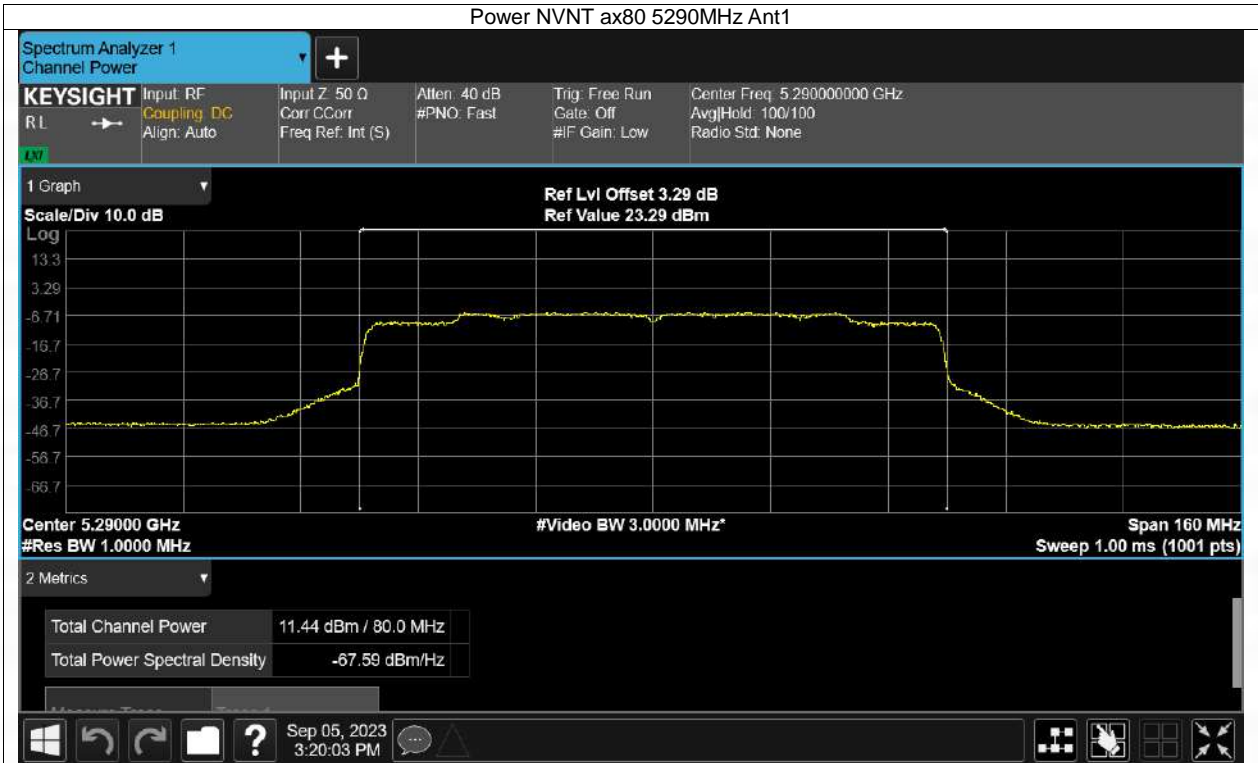 Power NVNT ax80 5290MHz Ant1
Spectrum Analyzer 1
Channel Power
+
KEYSIGHT
RL
LXI
Input: RF
Coupling: DC
Align: Auto
Input Z: 50 Ω
Corr CCorr
Freq Ref: Int (S)
Atten: 40 dB
#PNO: Fast
Trig: Free Run
Gate: Off
#IF Gain: Low
Center Freq: 5.290000000 GHz
Avg|Hold: 100/100
Radio Std: None
1 Graph
Scale/Div 10.0 dB
Ref Lvl Offset 3.29 dB
Ref Value 23.29 dBm
Log
13.3
3.29
-6.71
-16.7
-26.7
-36.7
-46.7
-56.7
-66.7
Center 5.29000 GHz
#Res BW 1.0000 MHz
#Video BW 3.0000 MHz*
Span 160 MHz
Sweep 1.00 ms (1001 pts)
2 Metrics
Total Channel Power 11.44 dBm / 80.0 MHz
Total Power Spectral Density -67.59 dBm/Hz
?
Sep 05, 2023
3:20:03 PM